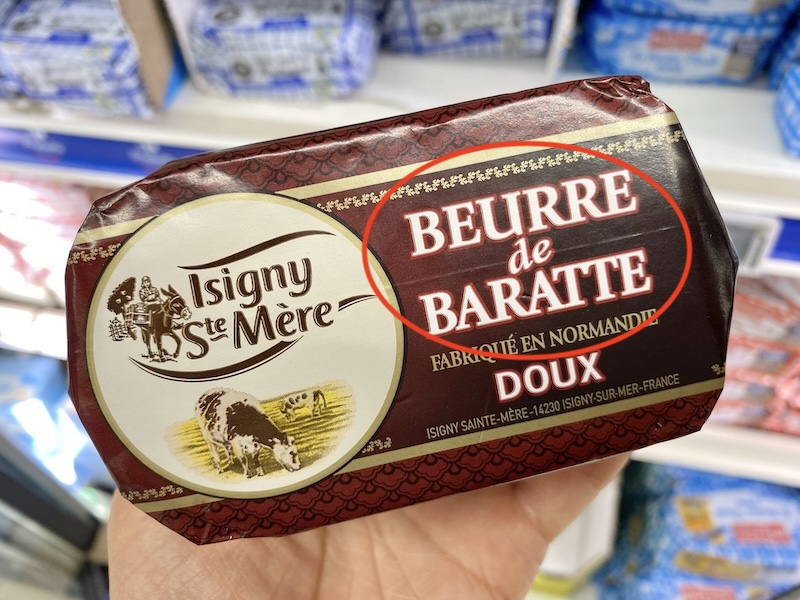 Isigny
Ste Mère
BEURRE
de
BARATTE
FABRIQUÉ EN NORMANDIE
DOUX
ISIGNY SAINTE-MÈRE-14230 ISIGNY-SUR-MER-FRANCE